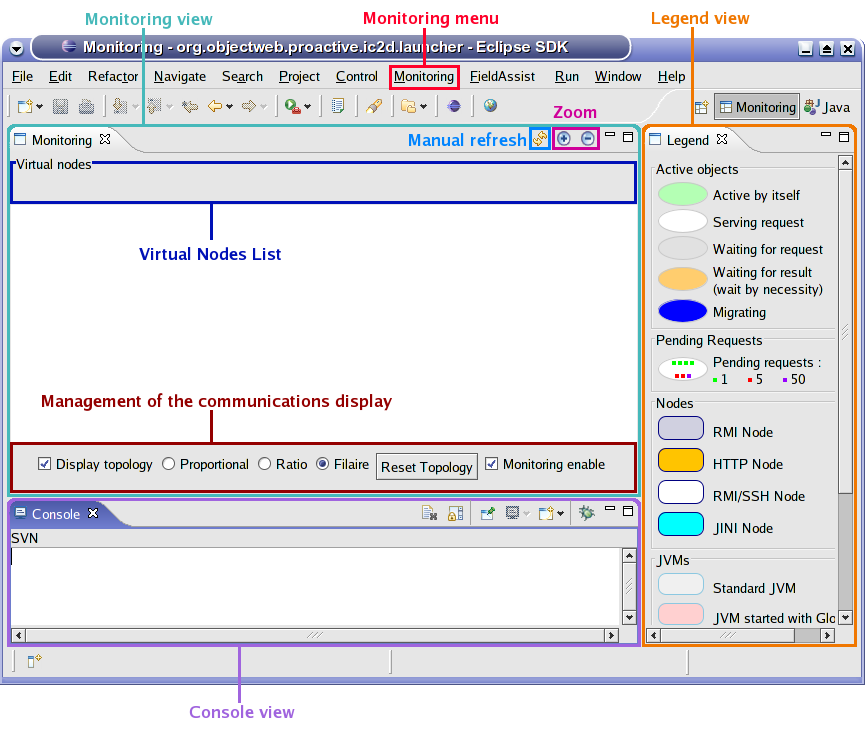 Monitoring view
Monitoring menu
Legend view
Monitoring - org.objectweb.proactive.ic2d.launcher - Eclipse SDK
File Edit Refactor Navigate Search Project Control Monitoring FieldAssist Run Window Help
Monitoring Java
Zoom
Monitoring
Manual refresh
Virtual nodes
Virtual Nodes List
Management of the communications display
Display topology Proportional Ratio Filaire Reset Topology Monitoring enable
Console
SVN
Console view
Legend
Active objects
Active by itself
Serving request
Waiting for request
Waiting for result
(wait by necessity)
Migrating
Pending Requests
Pending requests :
1 5 50
Nodes
RMI Node
HTTP Node
RMI/SSH Node
JINI Node
JVMs
Standard JVM
JVM started with Glo